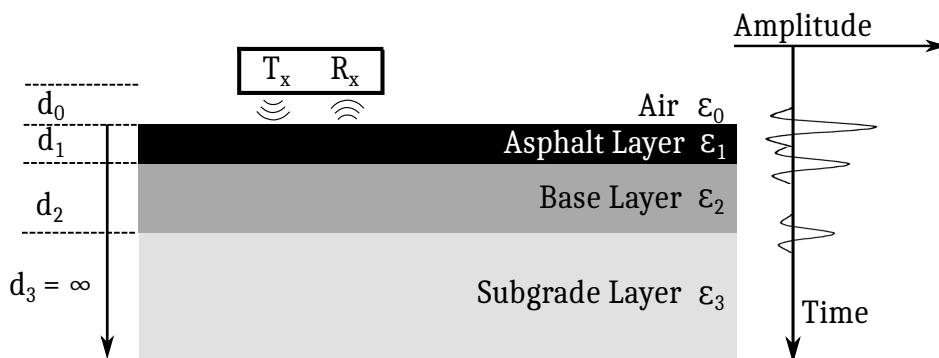 Amplitude
Tₓ Rₓ
d₀
Air ε₀
d₁
Asphalt Layer ε₁
d₂
Base Layer ε₂
d₃ = ∞
Subgrade Layer ε₃
Time